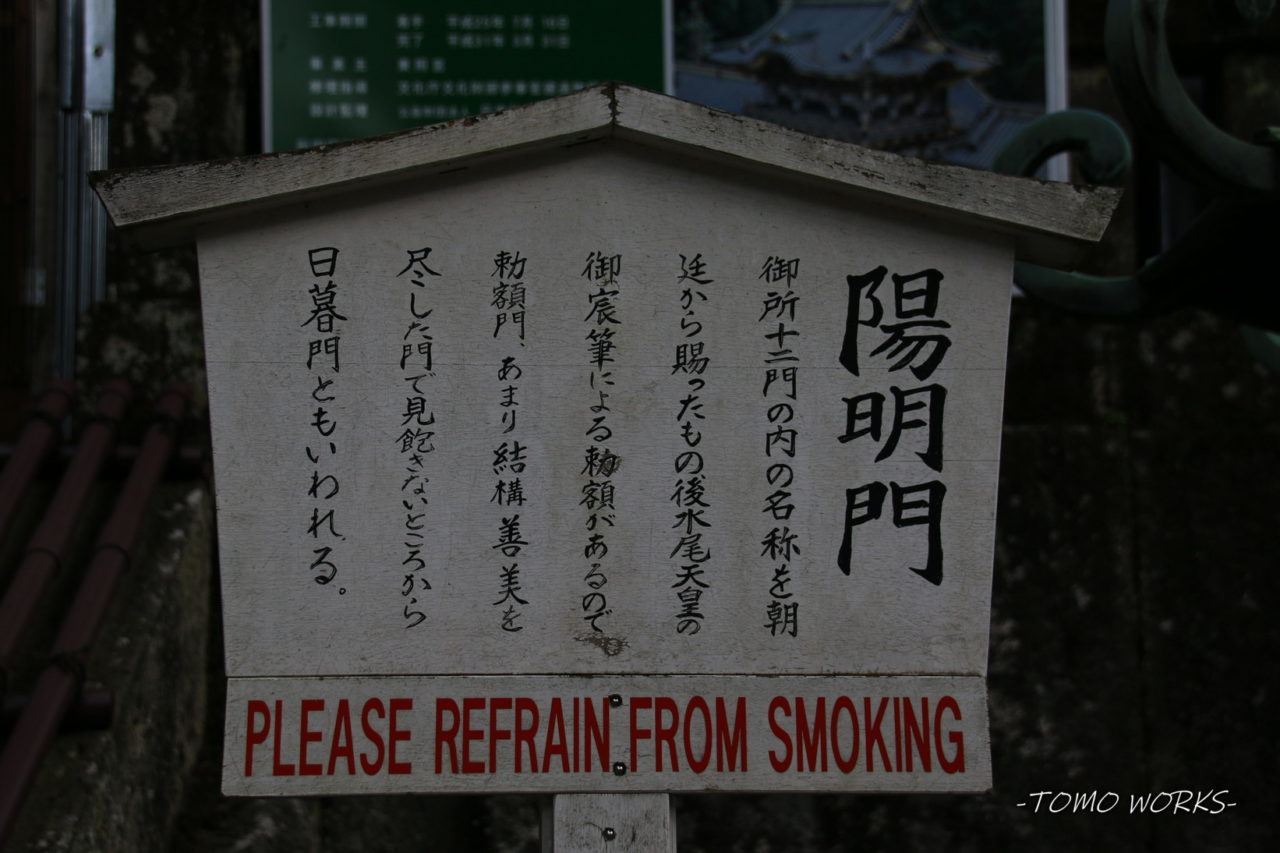 陽明門
御所十二門の内の名称を朝
廷から賜ったもの、後水尾天皇の
御宸筆による勅額があるので
勅額門、あまり結構善美を
尽した門で見飽きないところから
日暮門ともいわれる。
PLEASE REFRAIN FROM SMOKING
-TOMO WORKS-